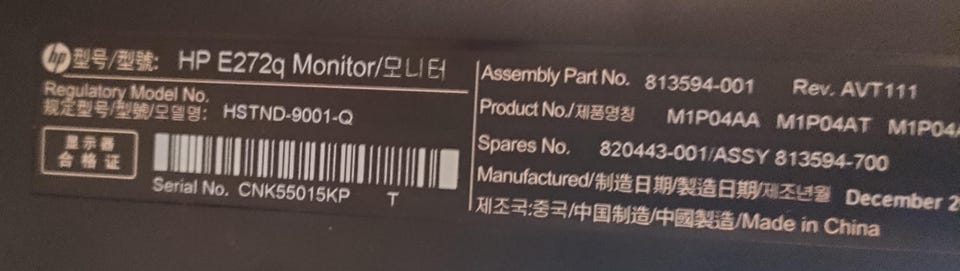 hp 型号/型號: HP E272q Monitor/모니터
Regulatory Model No.
规定型号/型號/모델명: HSTND-9001-Q
显示器
合格证
Serial No. CNK55015KP T
Assembly Part No. 813594-001 Rev. AVT111
Product No./제품명칭 M1P04AA M1P04AT
Spares No. 820443-001/ASSY 813594-700
Manufactured/制造日期/製造日期/제조년월 December
제조국:중국/中国制造/中國製造/Made in China